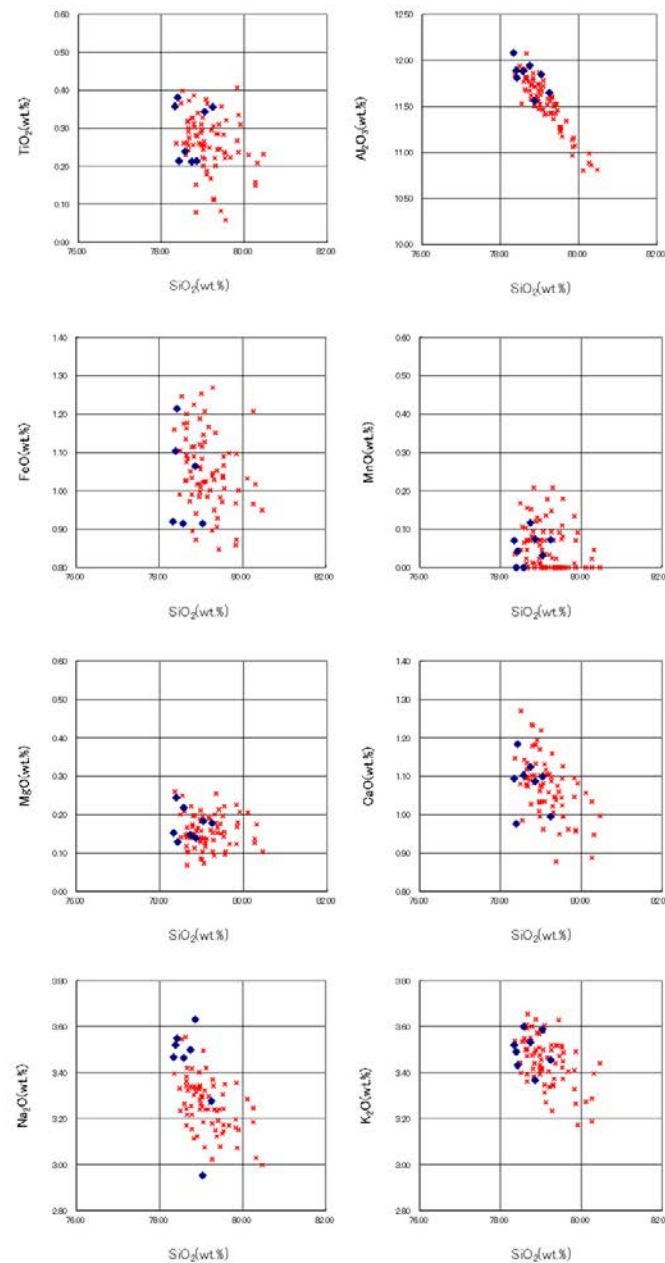 0.60 12.50
0.50 12.00
0.40
0.30 11.50
0.20 11.00
0.10 10.50
0.00 10.00
76.00 78.00 80.00 82.00 76.00 78.00 80.00 82.00
TiO₂(wt.%) Al₂O₃(wt.%)
SiO₂(wt.%) SiO₂(wt.%)
1.40 0.60
1.30 0.50
1.20 0.40
1.10 0.30
1.00 0.20
0.90 0.10
0.80 0.00
76.00 78.00 80.00 82.00 76.00 78.00 80.00 82.00
FeO(wt.%) MnO(wt.%)
SiO₂(wt.%) SiO₂(wt.%)
0.60 1.40
0.50 1.30
0.40 1.20
0.30 1.10
0.20 1.00
0.10 0.90
0.00 0.80
76.00 78.00 80.00 82.00 76.00 78.00 80.00 82.00
MgO(wt.%) CaO(wt.%)
SiO₂(wt.%) SiO₂(wt.%)
3.80 3.80
3.60 3.60
3.40 3.40
3.20 3.20
3.00 3.00
2.80 2.80
76.00 78.00 80.00 82.00 76.00 78.00 80.00 82.00
Na₂O(wt.%) K₂O(wt.%)
SiO₂(wt.%) SiO₂(wt.%)